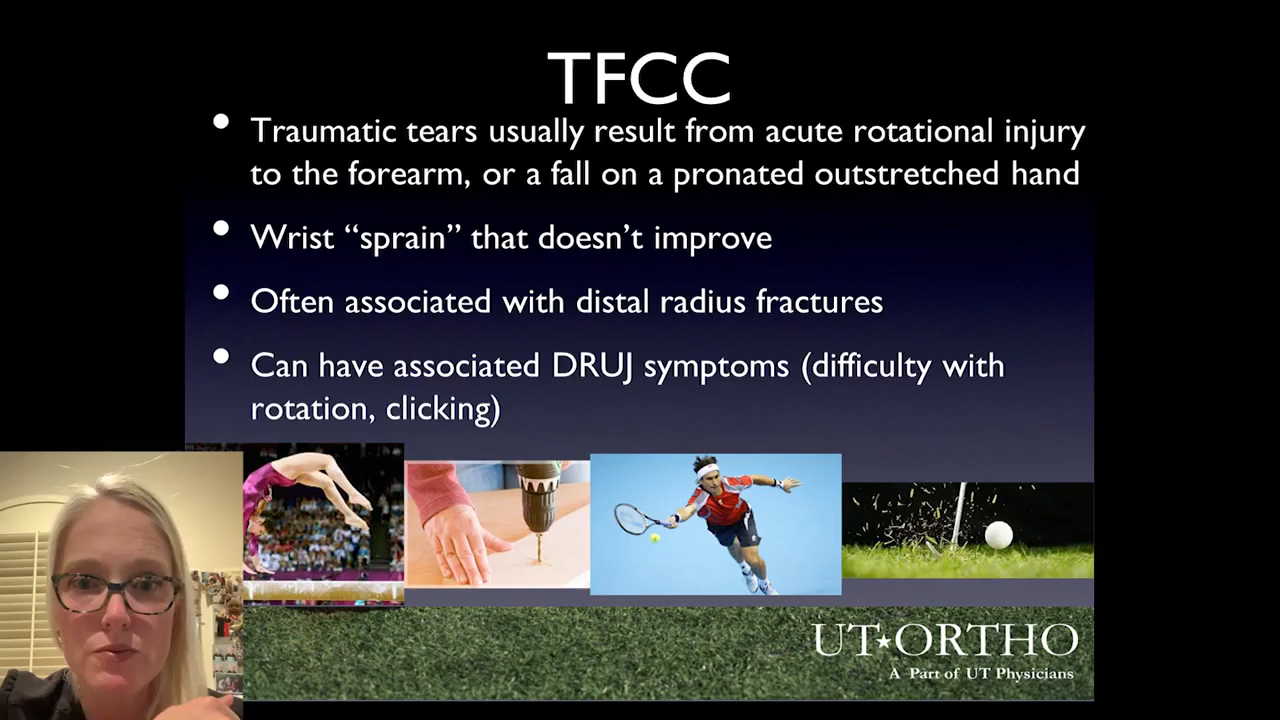 TFCC
• Traumatic tears usually result from acute rotational injury
to the forearm, or a fall on a pronated outstretched hand
• Wrist “sprain” that doesn’t improve
• Often associated with distal radius fractures
• Can have associated DRUJ symptoms (difficulty with
rotation, clicking)
UT★ORTHO
A Part of UT Physicians